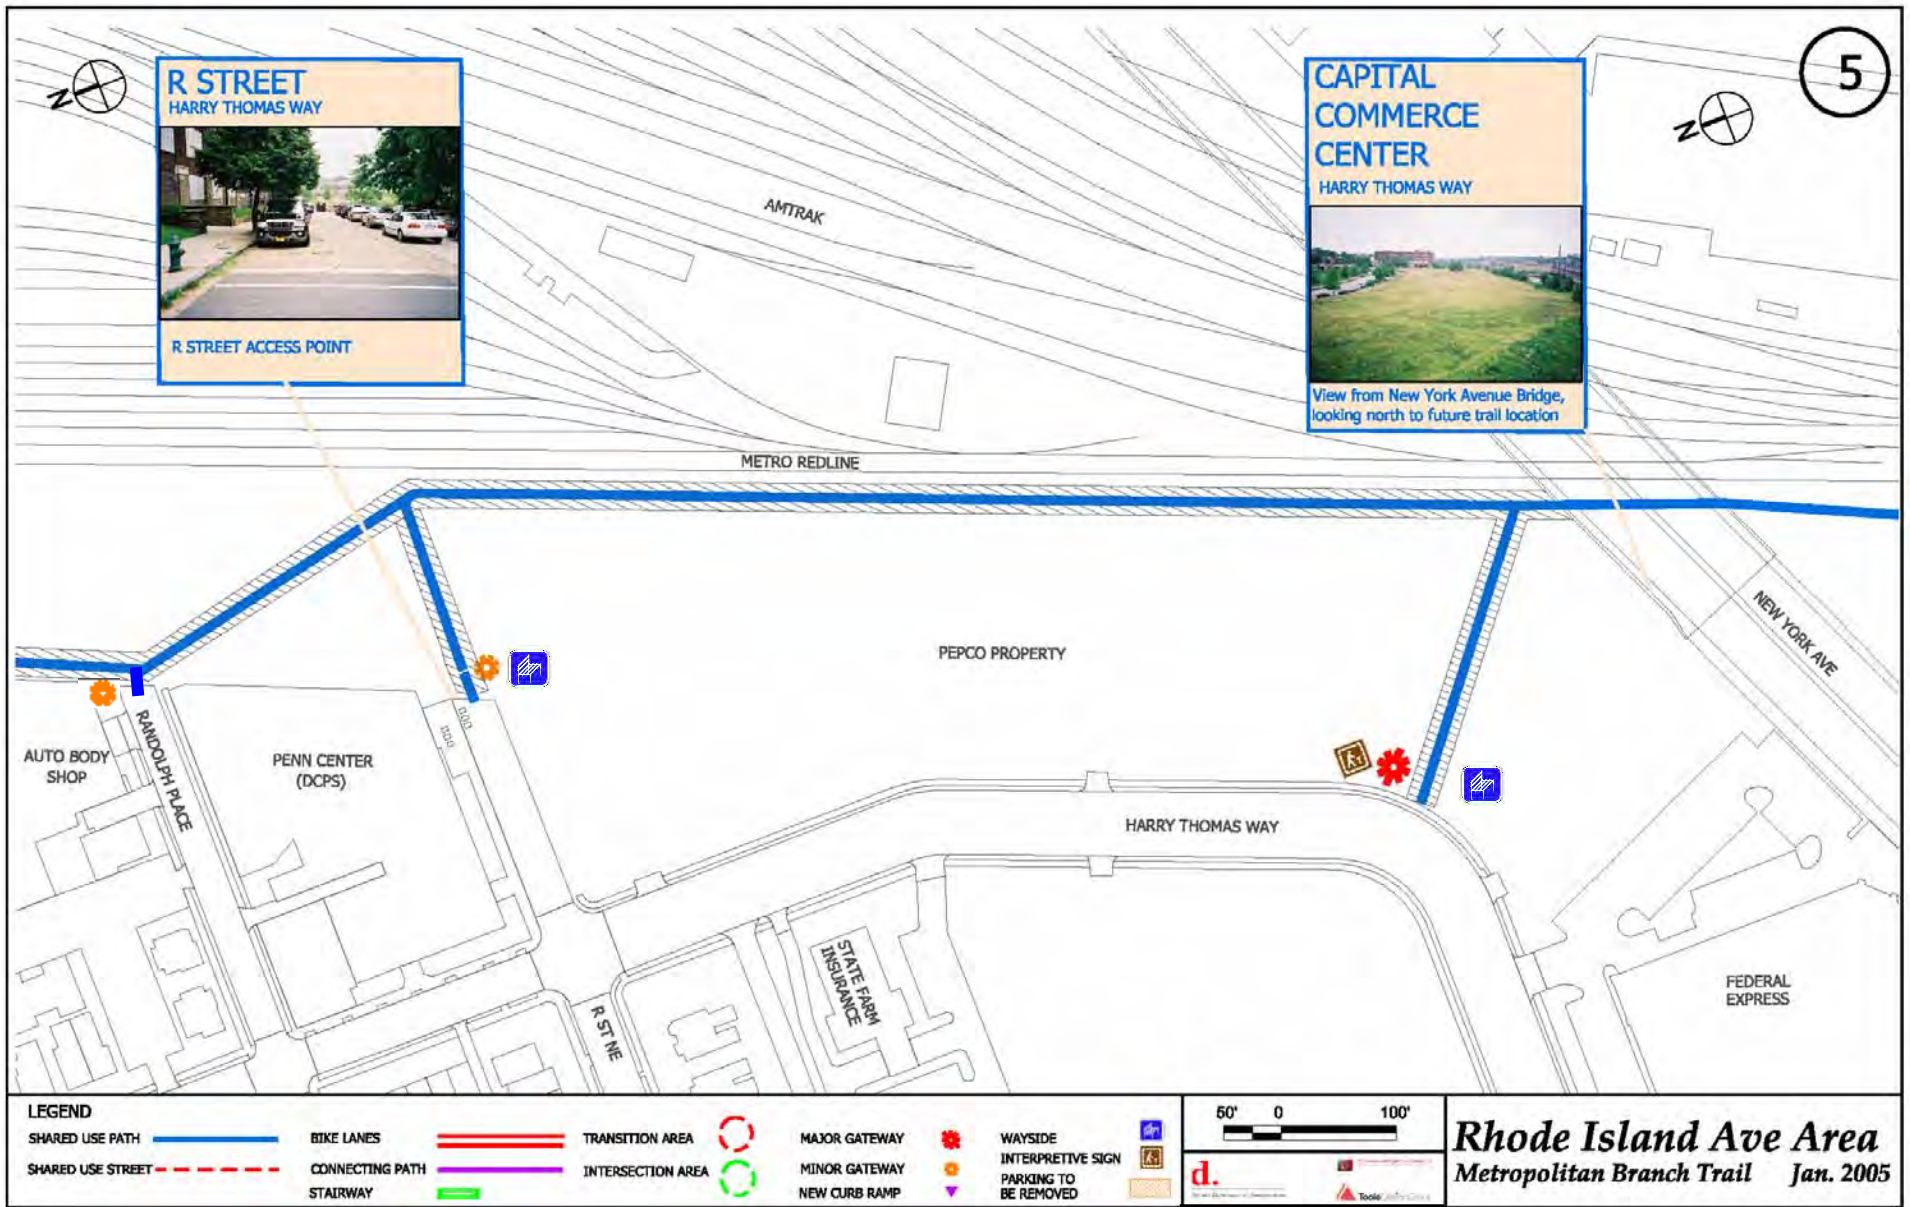 5
N
R STREET
HARRY THOMAS WAY
R STREET ACCESS POINT
CAPITAL
COMMERCE
CENTER
HARRY THOMAS WAY
View from New York Avenue Bridge,
looking north to future trail location
N
AMTRAK
METRO REDLINE
PEPCO PROPERTY
NEW YORK AVE
AUTO BODY
SHOP
RANDOLPH PLACE
PENN CENTER
(DCPS)
HARRY THOMAS WAY
STATE FARM
INSURANCE
R ST NE
FEDERAL
EXPRESS
LEGEND
SHARED USE PATH
SHARED USE STREET
BIKE LANES
CONNECTING PATH
STAIRWAY
TRANSITION AREA
INTERSECTION AREA
MAJOR GATEWAY
MINOR GATEWAY
NEW CURB RAMP
WAYSIDE
INTERPRETIVE SIGN
PARKING TO
BE REMOVED
50' 0 100'
d.
Toole
Rhode Island Ave Area
Metropolitan Branch Trail Jan. 2005